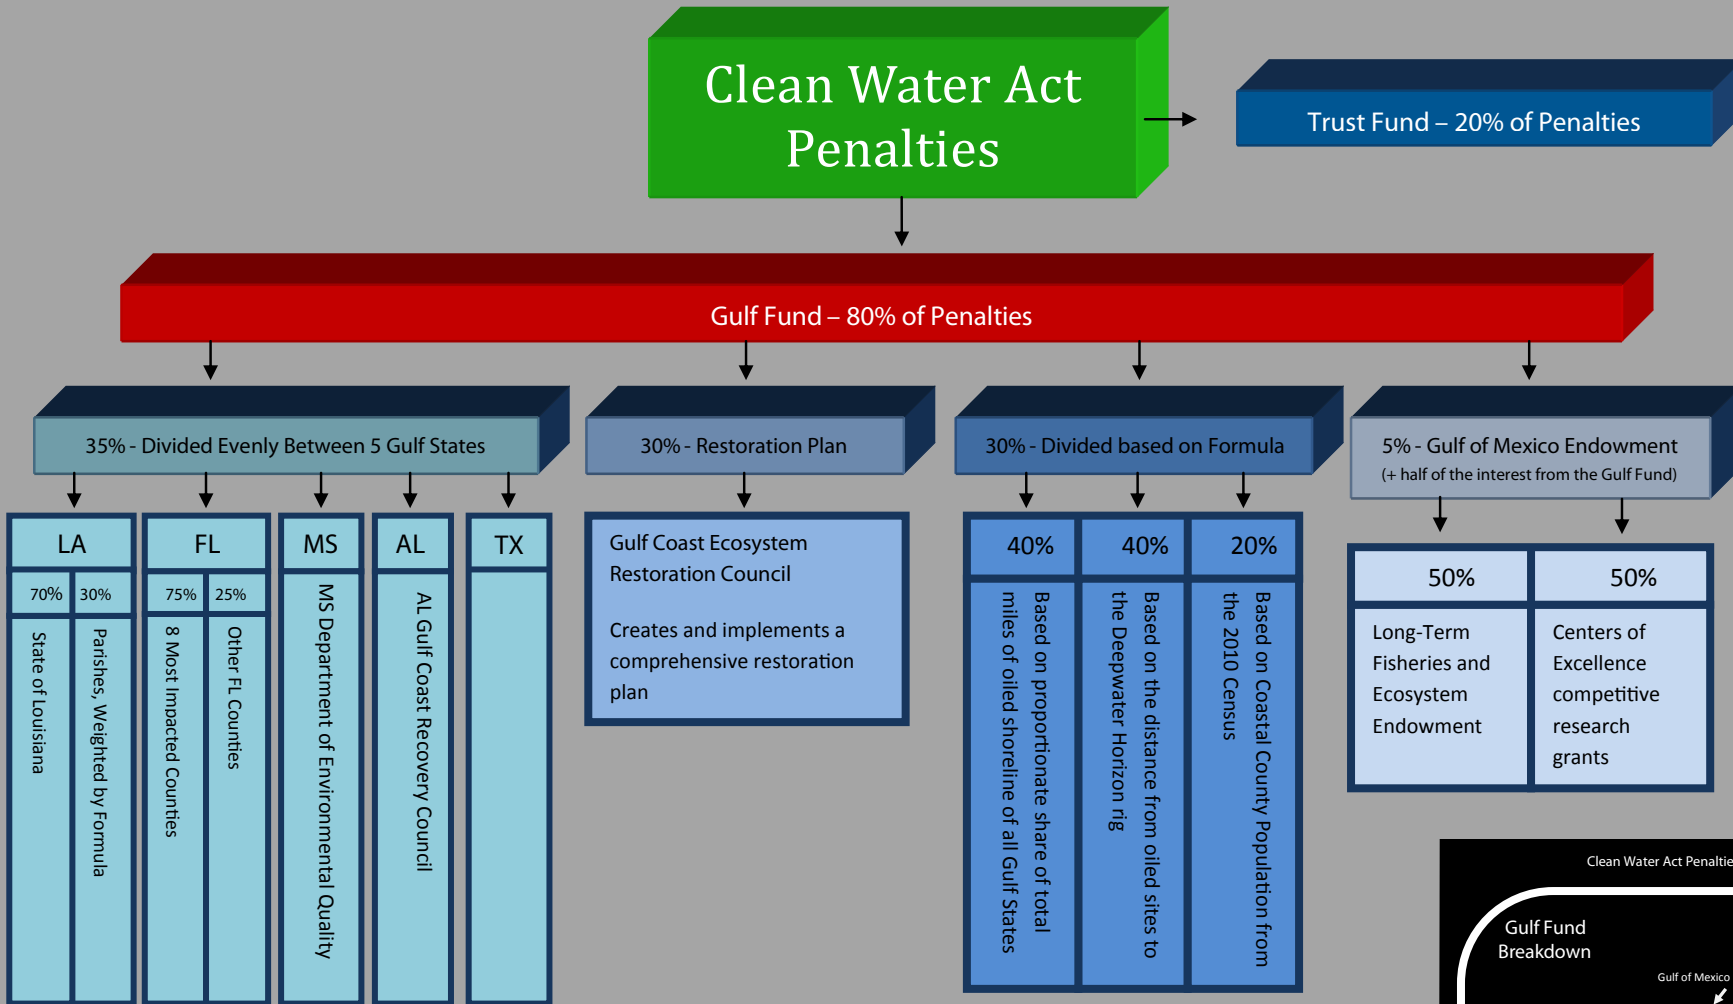 Clean Water Act
Penalties
Trust Fund – 20% of Penalties
Gulf Fund – 80% of Penalties
35% - Divided Evenly Between 5 Gulf States
30% - Restoration Plan
30% - Divided based on Formula
5% - Gulf of Mexico Endowment
(+ half of the interest from the Gulf Fund)
LA
70%
30%
State of Louisiana
Parishes, Weighted by Formula
FL
75%
25%
8 Most Impacted Counties
Other FL Counties
MS
MS Department of Environmental Quality
AL
AL Gulf Coast Recovery Council
TX
Gulf Coast Ecosystem
Restoration Council
Creates and implements a
comprehensive restoration
plan
40%
Based on proportionate share of total
miles of oiled shoreline of all Gulf States
40%
Based on the distance from oiled sites to
the Deepwater Horizon rig
20%
Based on Coastal County Population from
the 2010 Census
50%
Long-Term
Fisheries and
Ecosystem
Endowment
50%
Centers of
Excellence
competitive
research
grants
Clean Water Act
Gulf Fund
Breakdown
Gulf of Mexico